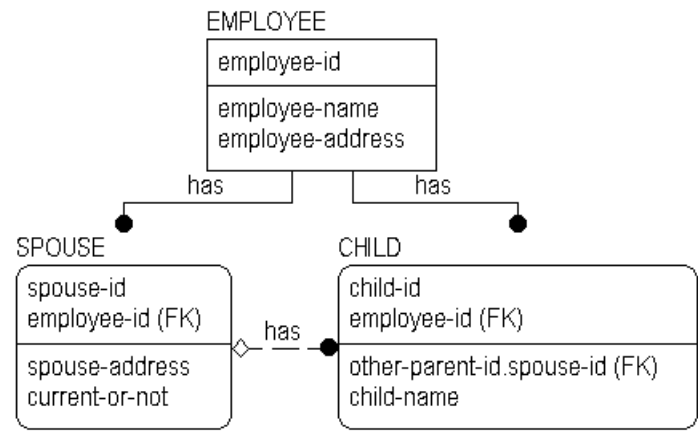 EMPLOYEE
employee-id
employee-name
employee-address
has
has
SPOUSE
spouse-id
employee-id (FK)
spouse-address
current-or-not
has
CHILD
child-id
employee-id (FK)
other-parent-id.spouse-id (FK)
child-name